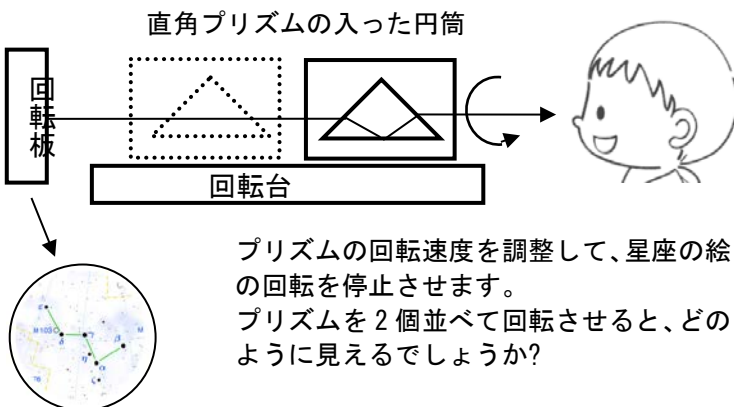 直角プリズムの入った円筒
回転板
回転台
プリズムの回転速度を調整して、星座の絵
の回転を停止させます。
プリズムを2個並べて回転させると、どの
ように見えるでしょうか?
ε
M103
δ
γ
η
α
β
ζ
M